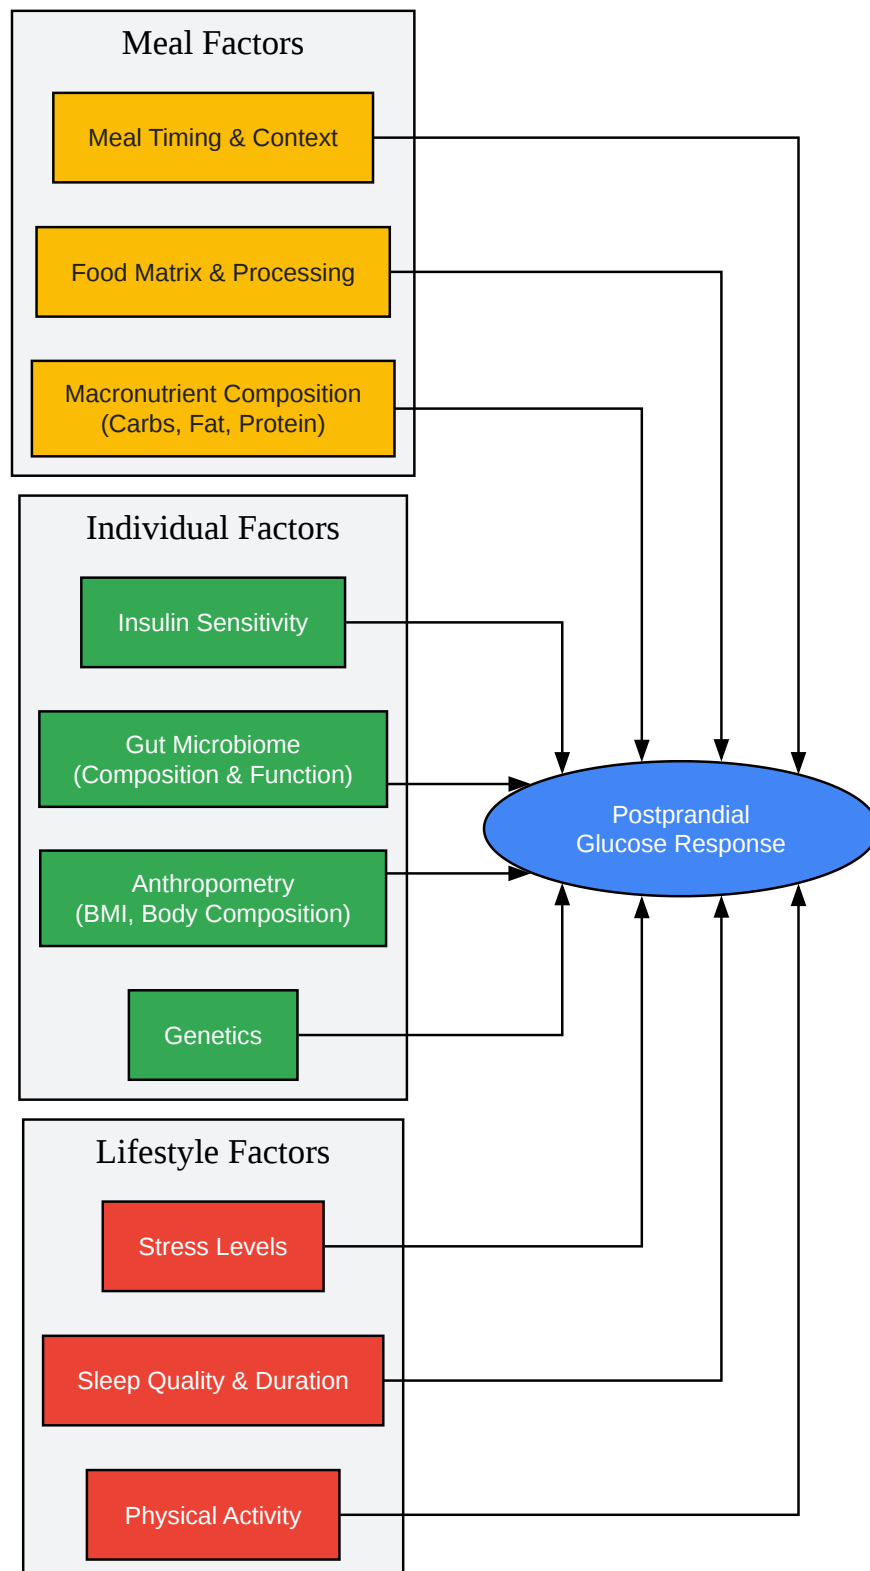 Meal Factors
Meal Timing & Context
Food Matrix & Processing
Macronutrient Composition
(Carbs, Fat, Protein)
Individual Factors
Insulin Sensitivity
Gut Microbiome
(Composition & Function)
Anthropometry
(BMI, Body Composition)
Genetics
Postprandial
Glucose Response
Lifestyle Factors
Stress Levels
Sleep Quality & Duration
Physical Activity